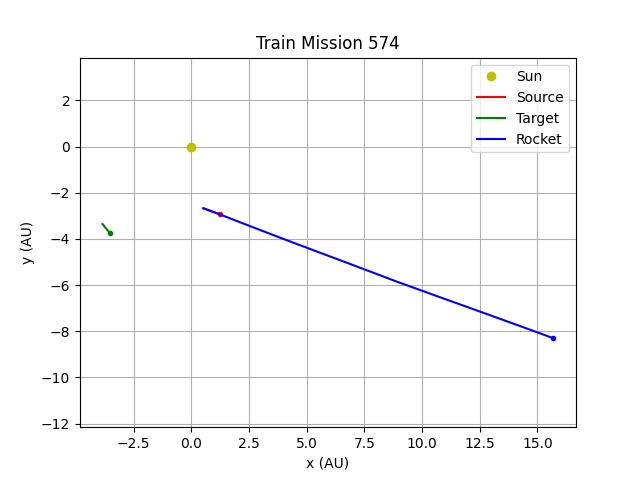 Train Mission 574
Sun
Source
Target
Rocket
2
0
−2
−4
−6
−8
−10
−12
y (AU)
−2.5 0.0 2.5 5.0 7.5 10.0 12.5 15.0
x (AU)